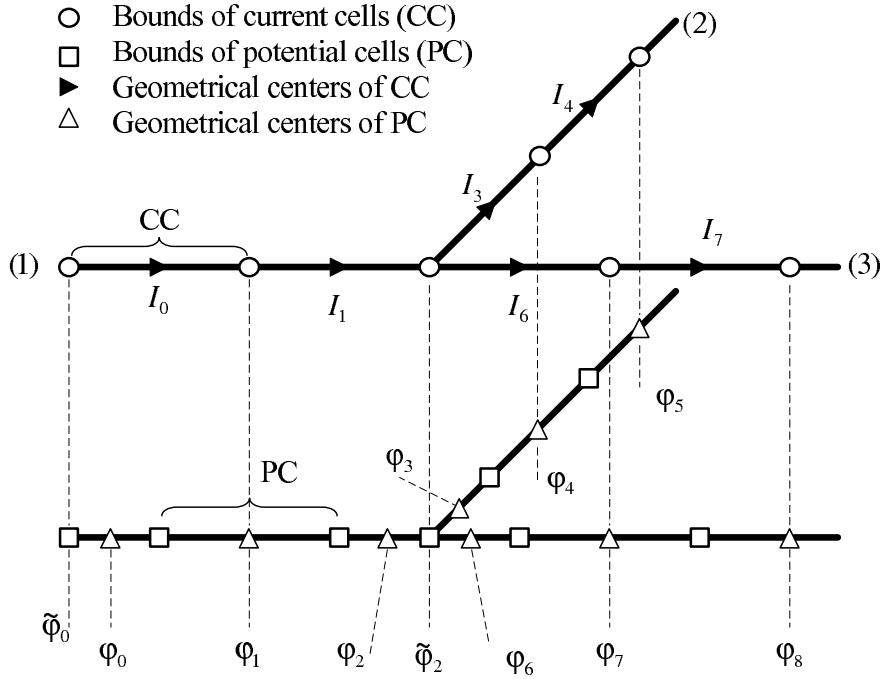 Bounds of current cells (CC)
Bounds of potential cells (PC)
Geometrical centers of CC
Geometrical centers of PC
(2)
I₄
I₃
CC
I₇
(1)
(3)
I₀
I₁
I₆
φ₅
φ₃
PC
φ₄
φ̃₀
φ₀
φ₁
φ₂
φ̃₂
φ₆
φ₇
φ₈